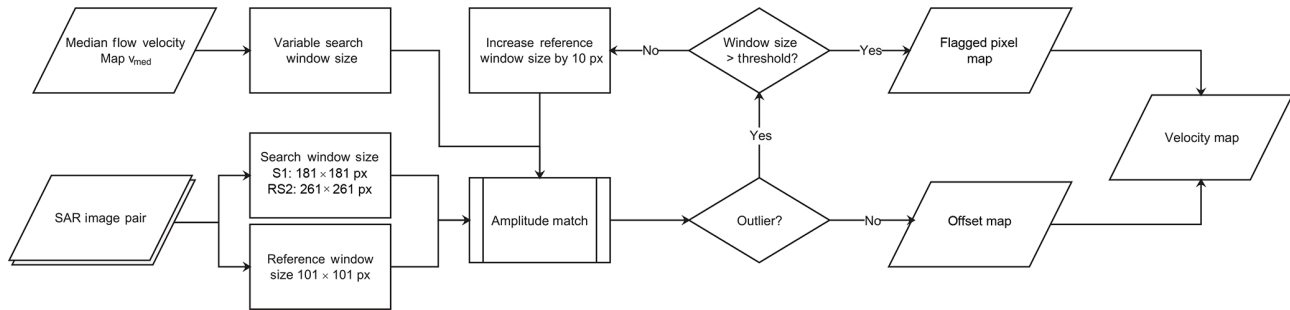 Median flow velocity
Map vmed
Variable search
window size
Increase reference
window size by 10 px
No
Window size
> threshold?
Yes
Flagged pixel
map
Velocity map
Yes
Search window size
S1: 181 × 181 px
RS2: 261 × 261 px
SAR image pair
Amplitude match
Outlier?
No
Offset map
Reference window
size 101 × 101 px